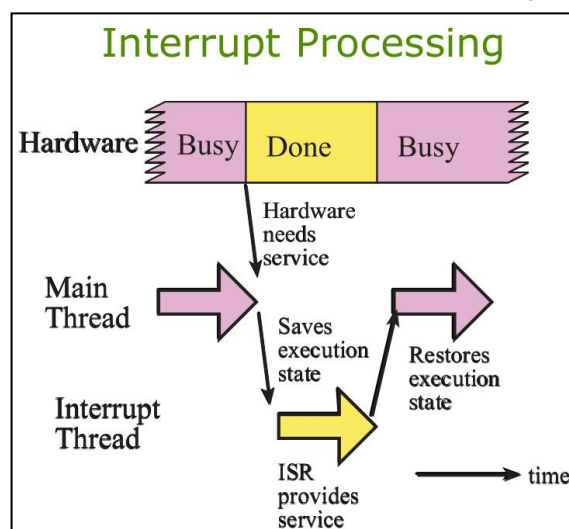 Interrupt Processing
Hardware
Busy
Done
Busy
Hardware
needs
service
Main
Thread
Saves
execution
state
Restores
execution
state
Interrupt
Thread
ISR
provides
service
time